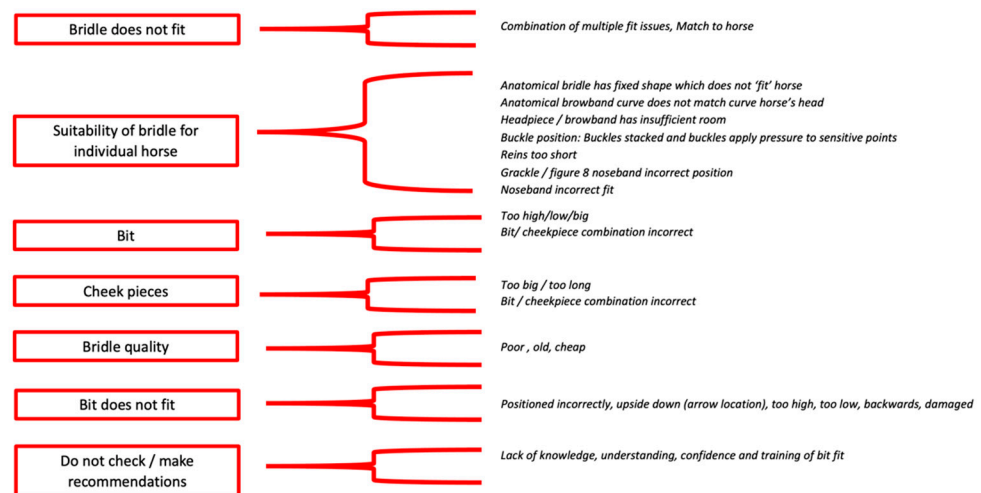 Bridle does not fit
Combination of multiple fit issues, Match to horse
Suitability of bridle for
individual horse
Anatomical bridle has fixed shape which does not ‘fit’ horse
Anatomical browband curve does not match curve horse’s head
Headpiece / browband has insufficient room
Buckle position: Buckles stacked and buckles apply pressure to sensitive points
Reins too short
Grackle / figure 8 noseband incorrect position
Noseband incorrect fit
Bit
Too high/low/big
Bit/ cheekpiece combination incorrect
Cheek pieces
Too big / too long
Bit / cheekpiece combination incorrect
Bridle quality
Poor , old, cheap
Bit does not fit
Positioned incorrectly, upside down (arrow location), too high, too low, backwards, damaged
Do not check / make
recommendations
Lack of knowledge, understanding, confidence and training of bit fit